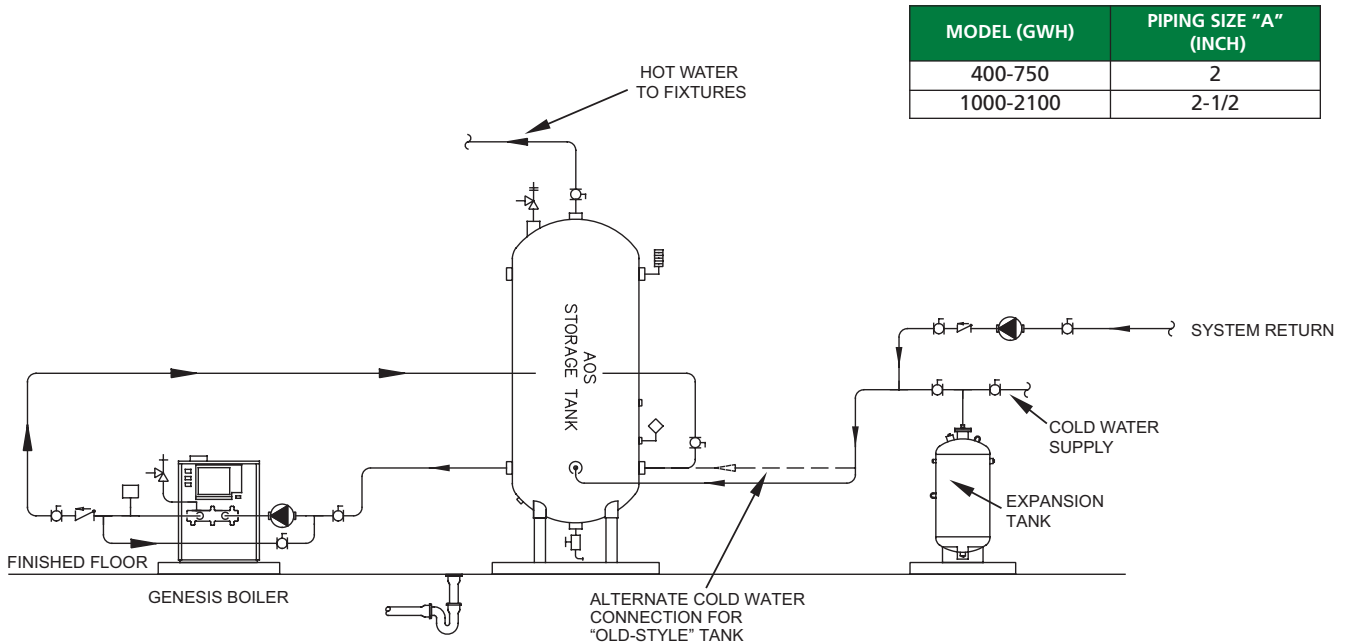 MODEL (GWH)
PIPING SIZE "A"
(INCH)
400-750
2
1000-2100
2-1/2
HOT WATER
TO FIXTURES
AOS
STORAGE TANK
SYSTEM RETURN
COLD WATER
SUPPLY
EXPANSION
TANK
FINISHED FLOOR
GENESIS BOILER
ALTERNATE COLD WATER
CONNECTION FOR
"OLD-STYLE" TANK